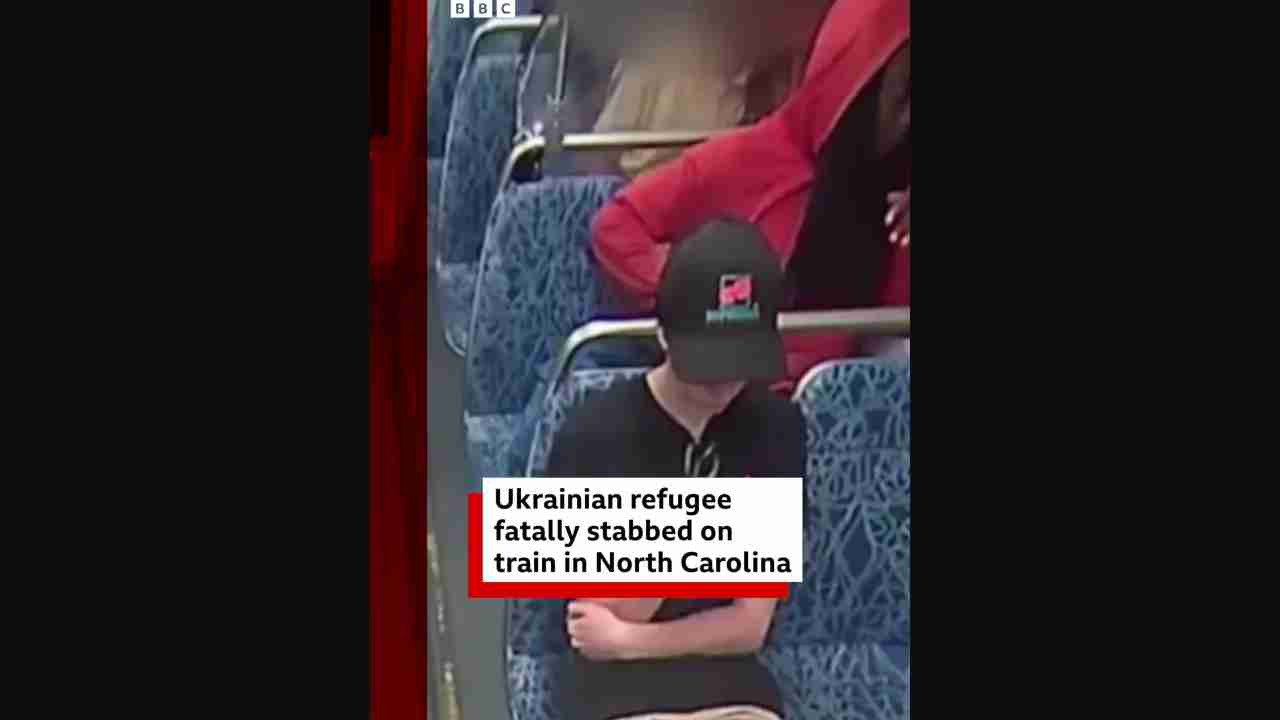 BBC
Ukrainian refugee
fatally stabbed on
train in North Carolina